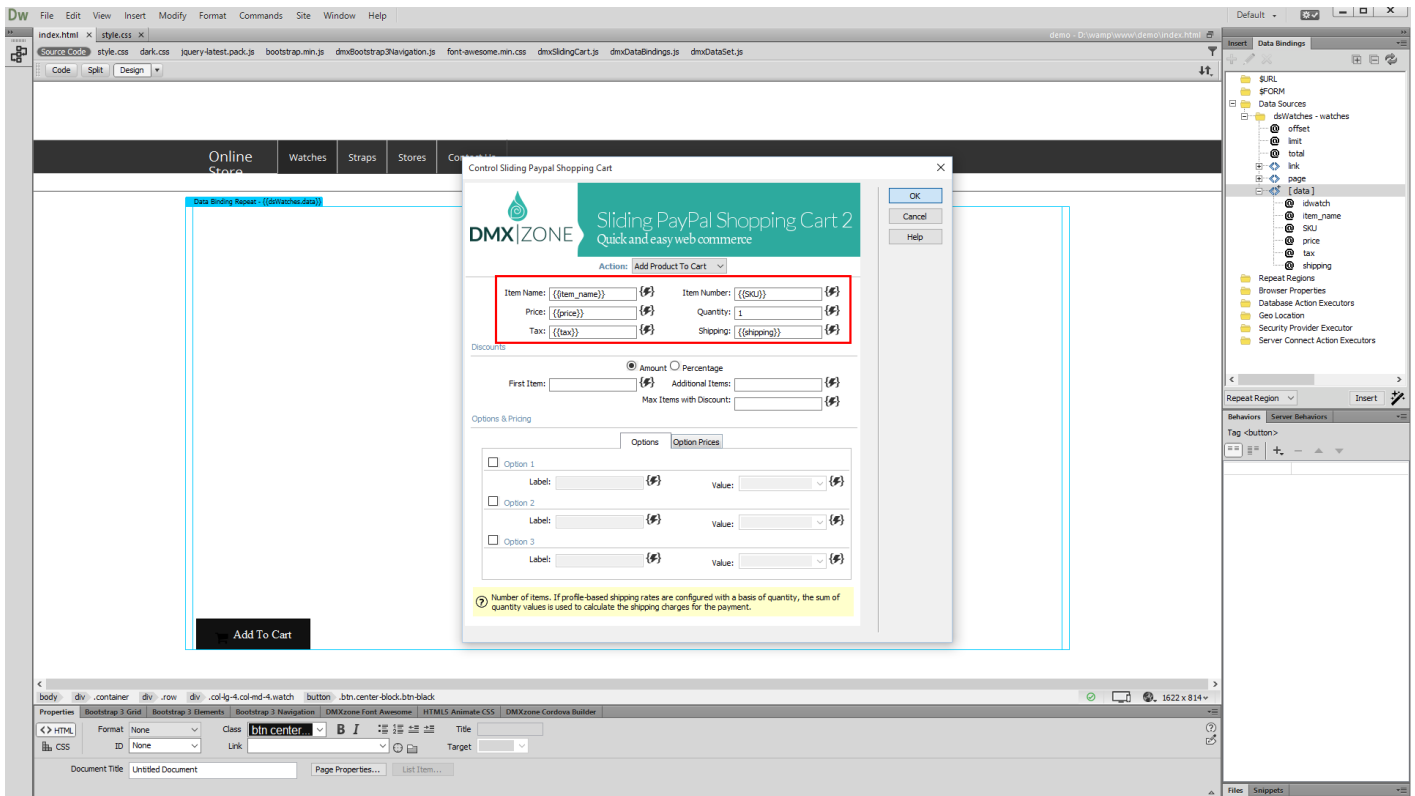 Dw File Edit View Insert Modify Format Commands Site Window Help Default
index.html × style.css × demo - D:\wamp\www\demo\index.html
Source Code style.css dark.css jquery-latest.pack.js bootstrap.min.js dmxBootstrap3Navigation.js font-awesome.min.css dmxSlidingCart.js dmxDataBindings.js dmxDataSet.js
Code Split Design
Online Store Watches Straps Stores Contact Us
Data Binding Repeat - {{dsWatches.data}}
Add To Cart
Control Sliding Paypal Shopping Cart
DMX|ZONE
Sliding PayPal Shopping Cart 2
Quick and easy web commerce
OK
Cancel
Help
Action: Add Product To Cart
Item Name: {{item_name}} Item Number: {{SKU}}
Price: {{price}} Quantity: 1
Tax: {{tax}} Shipping: {{shipping}}
Discounts
Amount Percentage
First Item: Additional Items:
Max Items with Discount:
Options & Pricing
Options Option Prices
Option 1
Label: Value:
Option 2
Label: Value:
Option 3
Label: Value:
Number of items. If profile-based shipping rates are configured with a basis of quantity, the sum of
quantity values is used to calculate the shipping charges for the payment.
Insert Data Bindings
$URL
$FORM
Data Sources
dsWatches - watches
offset
limit
total
link
page
[ data ]
idwatch
item_name
SKU
price
tax
shipping
Repeat Regions
Browser Properties
Database Action Executors
Geo Location
Security Provider Executor
Server Connect Action Executors
Repeat Region Insert
Behaviors Server Behaviors
Tag <button>
body div .container div .row div .col-lg-4.col-md-4.watch button .btn.center-block.btn-black 1622 x 814
Properties Bootstrap 3 Grid Bootstrap 3 Elements Bootstrap 3 Navigation DMXzone Font Awesome HTML5 Animate CSS DMXzone Cordova Builder
<> HTML Format None Class btn center... B I Title
CSS ID None Link Target
Document Title Untitled Document Page Properties... List Item...
Files Snippets